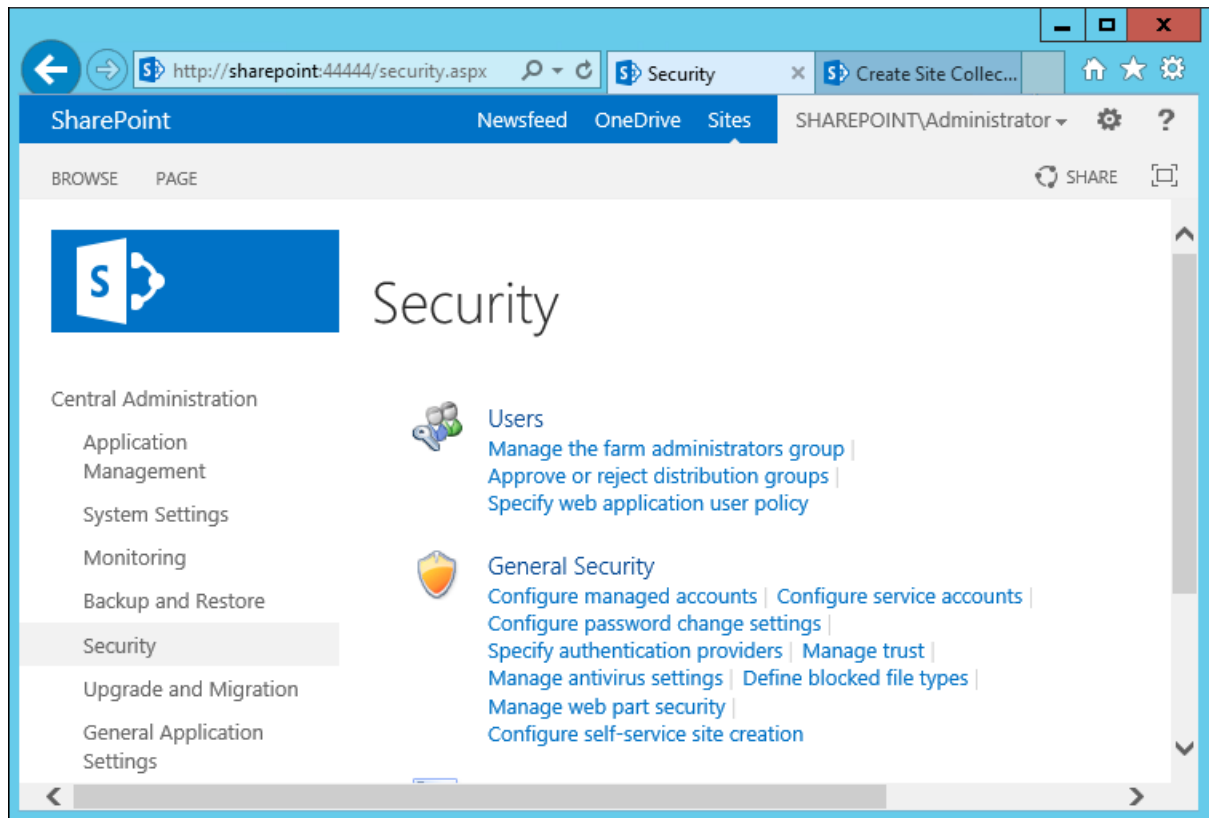 http://sharepoint:44444/security.aspx
Security
Create Site Collec...
SharePoint
Newsfeed OneDrive Sites SHAREPOINT\Administrator
?
BROWSE PAGE
SHARE
S
Security
Central Administration
Application
Management
System Settings
Monitoring
Backup and Restore
Security
Upgrade and Migration
General Application
Settings
Users
Manage the farm administrators group |
Approve or reject distribution groups |
Specify web application user policy
General Security
Configure managed accounts | Configure service accounts |
Configure password change settings |
Specify authentication providers | Manage trust |
Manage antivirus settings | Define blocked file types |
Manage web part security |
Configure self-service site creation